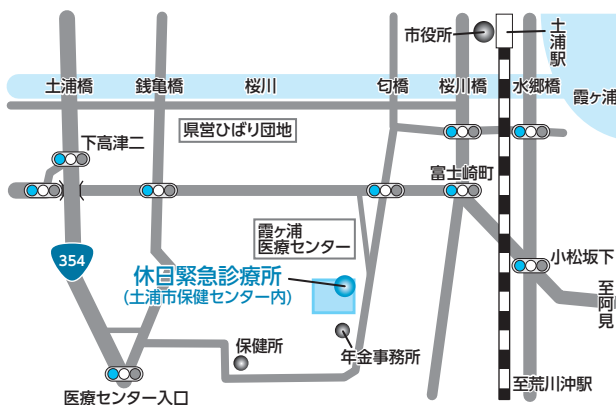 市役所
土浦駅
土浦橋
銭亀橋
桜川
匂橋
桜川橋
水郷橋
霞ヶ浦
下高津二
県営ひばり団地
富士崎町
霞ヶ浦
医療センター
354
休日緊急診療所
(土浦市保健センター内)
小松坂下
至阿見
保健所
年金事務所
至荒川沖駅
医療センター入口